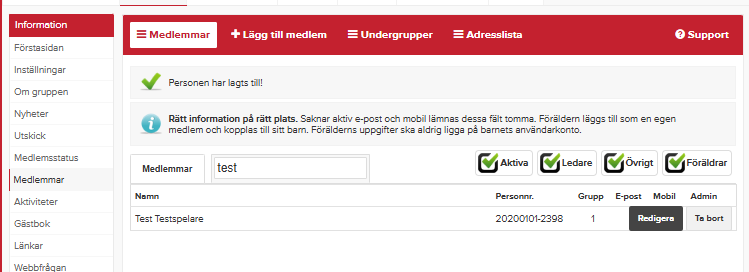 Information
Förstasidan
Inställningar
Om gruppen
Nyheter
Utskick
Medlemsstatus
Medlemmar
Aktiviteter
Gästbok
Länkar
Webbfrågan
Medlemmar Lägg till medlem Undergrupper Adresslista Support
Personen har lagts till!
Rätt information på rätt plats. Saknar aktiv e-post och mobil lämnas dessa fält tomma. Föräldern läggs till som en egen
medlem och kopplas till sitt barn. Förälderns uppgifter ska aldrig ligga på barnets användarkonto.
Medlemmar test Aktiva Ledare Övrigt Föräldrar
Namn Personnr. Grupp E-post Mobil Admin
Test Testspelare 20200101-2398 1 Redigera Ta bort